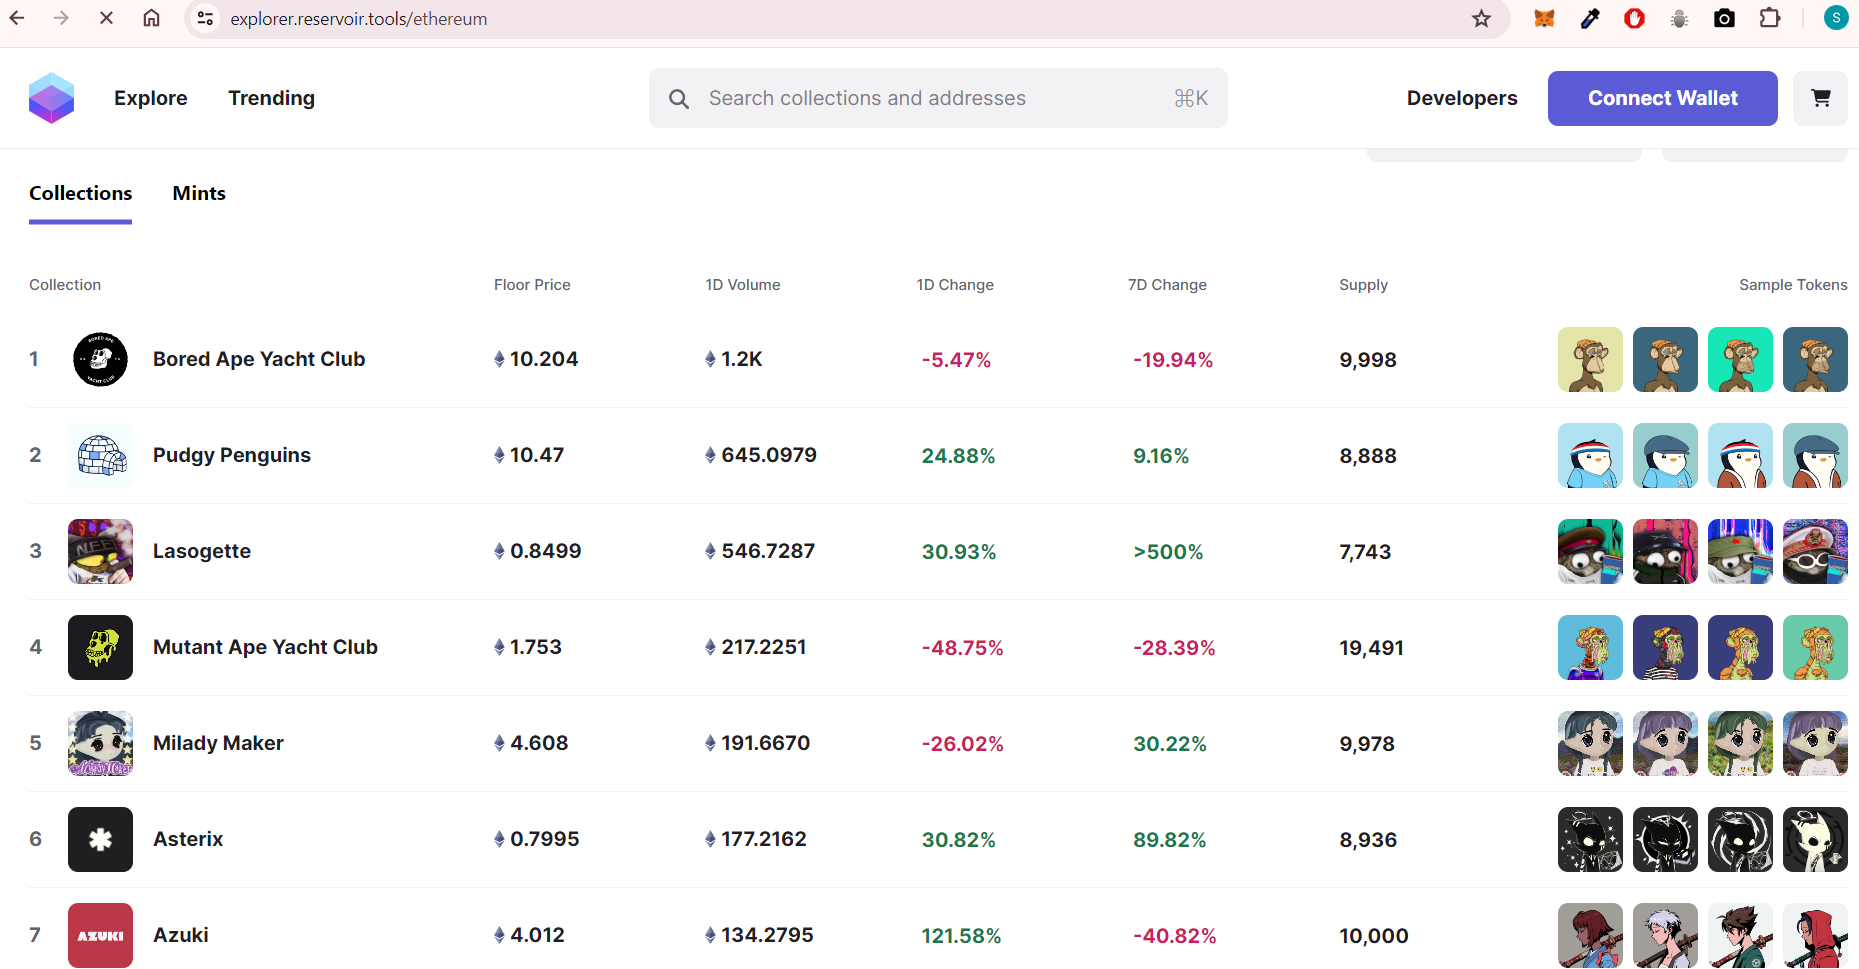 explorer.reservoir.tools/ethereum
S
Explore Trending Search collections and addresses ⌘K Developers Connect Wallet
Collections Mints
Collection Floor Price 1D Volume 1D Change 7D Change Supply Sample Tokens
1 BORED APE YACHT CLUB Bored Ape Yacht Club 10.204 1.2K -5.47% -19.94% 9,998
2 Pudgy Penguins 10.47 645.0979 24.88% 9.16% 8,888
3 Lasogette 0.8499 546.7287 30.93% >500% 7,743
4 Mutant Ape Yacht Club 1.753 217.2251 -48.75% -28.39% 19,491
5 Milady Maker 4.608 191.6670 -26.02% 30.22% 9,978
6 Asterix 0.7995 177.2162 30.82% 89.82% 8,936
7 AZUKI Azuki 4.012 134.2795 121.58% -40.82% 10,000